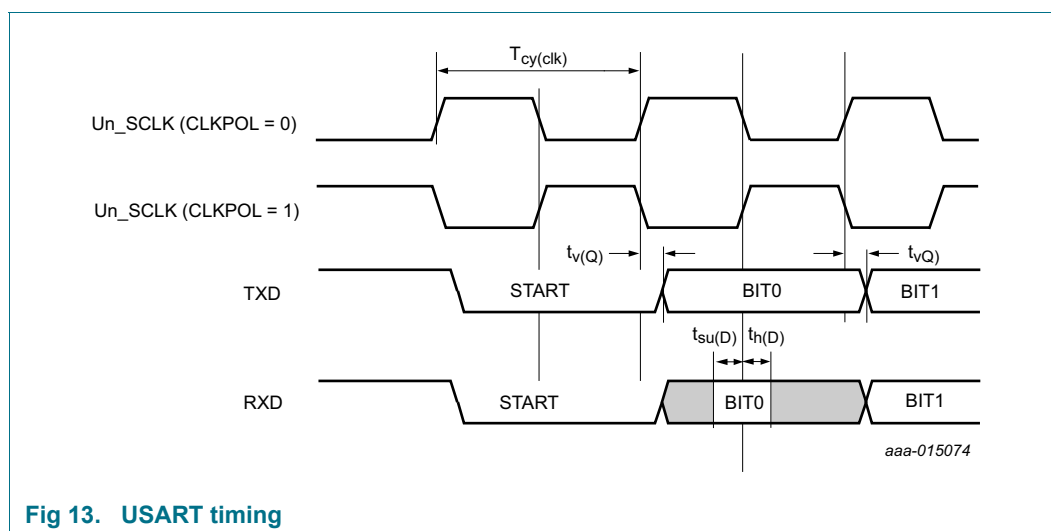 Tcy(clk)
Un_SCLK (CLKPOL = 0)
Un_SCLK (CLKPOL = 1)
tv(Q)
tvQ)
TXD
START
BIT0
BIT1
tsu(D)
th(D)
RXD
START
BIT0
BIT1
aaa-015074
Fig 13. USART timing